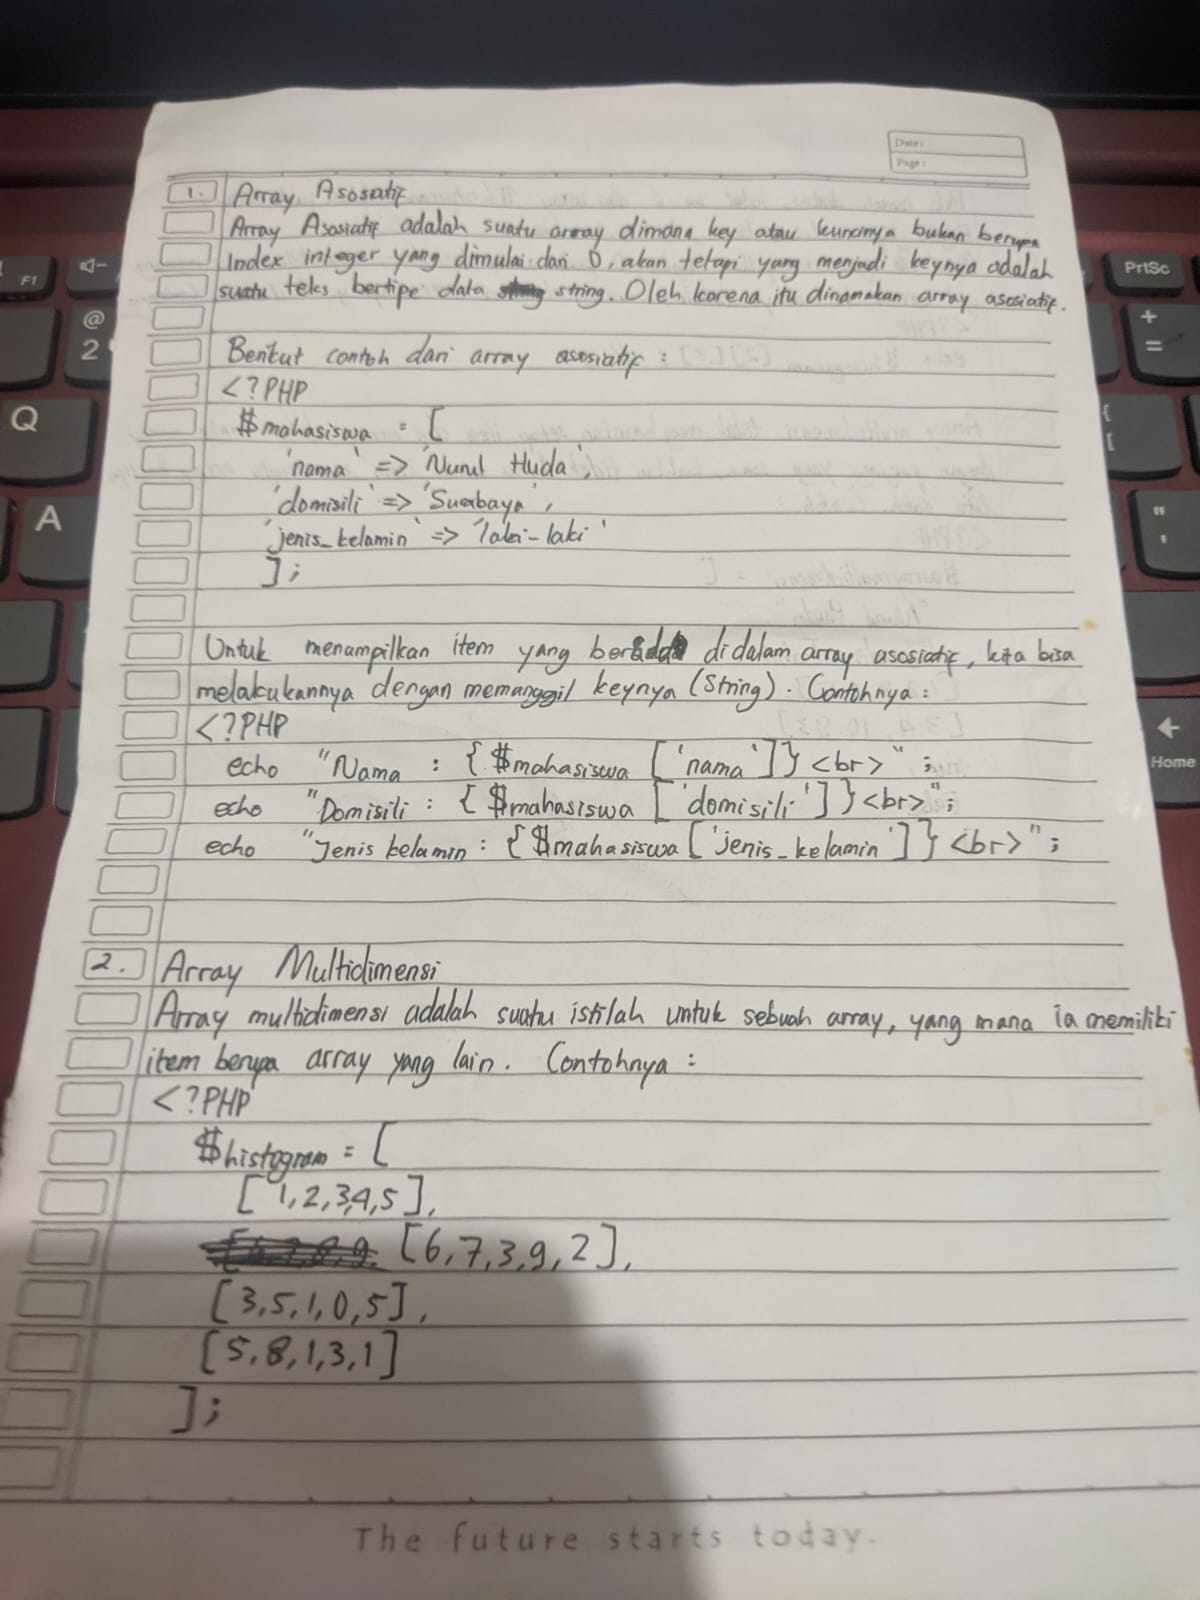 Date:
Page:
1. Array Asosiatif
Array Asosiatif adalah suatu array dimana key atau kuncinya bukan berupa
Index integer yang dimulai dari 0, akan tetapi yang menjadi keynya adalah
suatu teks bertipe data string. Oleh karena itu dinamakan array asosiatif.
Berikut contoh dari array asosiatif :
<?PHP
$mahasiswa = [
'nama' => 'Nurul Huda',
'domisili' => 'Surabaya',
'jenis_kelamin' => 'laki-laki'
];
Untuk menampilkan item yang berada didalam array asosiatif, kita bisa
melakukannya dengan memanggil keynya (String). Contohnya :
<?PHP
echo "Nama : {$mahasiswa ['nama']}<br>" ;
echo "Domisili : {$mahasiswa ['domisili']}<br>";
echo "Jenis kelamin : {$mahasiswa ['jenis_kelamin']}<br>";
2. Array Multidimensi
Array multidimensi adalah suatu istilah untuk sebuah array, yang mana ia memiliki
item berupa array yang lain. Contohnya :
<?PHP
$histogram = [
[1,2,3,4,5],
[6,7,3,9,2],
[3,5,1,0,5],
[5,8,1,3,1]
];
The future starts today.
F1
@
2
Q
A
PrtSc
+
=
{
[
"
'
←
Home